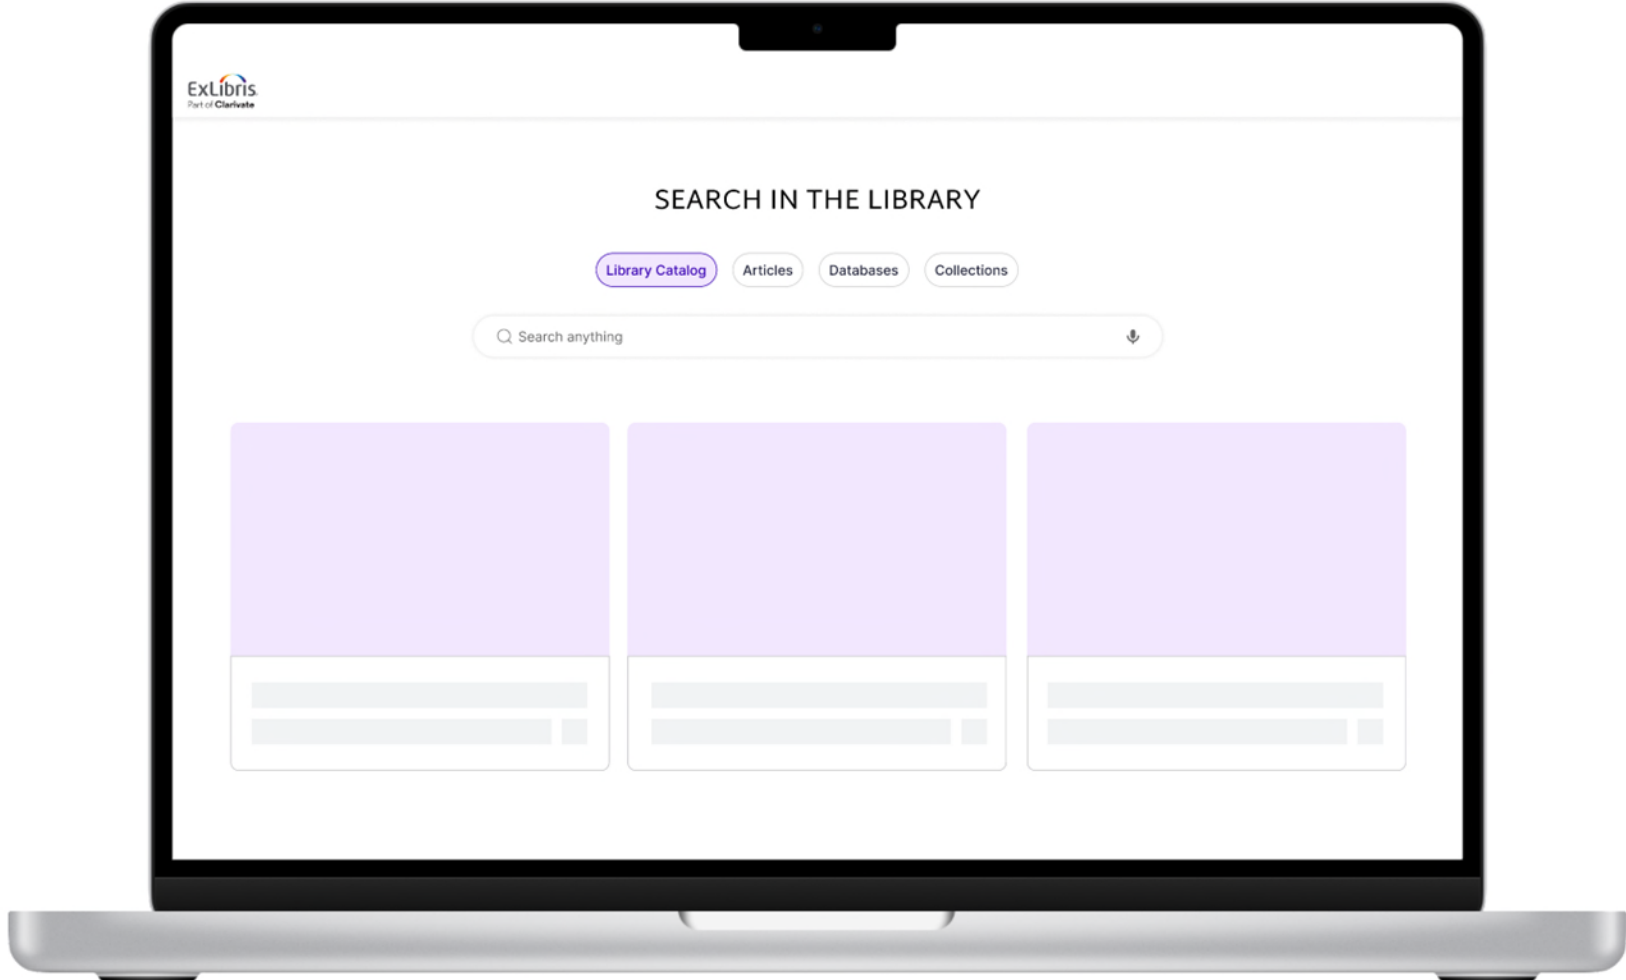 ExLibris
Part of Clarivate
SEARCH IN THE LIBRARY
Library Catalog
Articles
Databases
Collections
Search anything